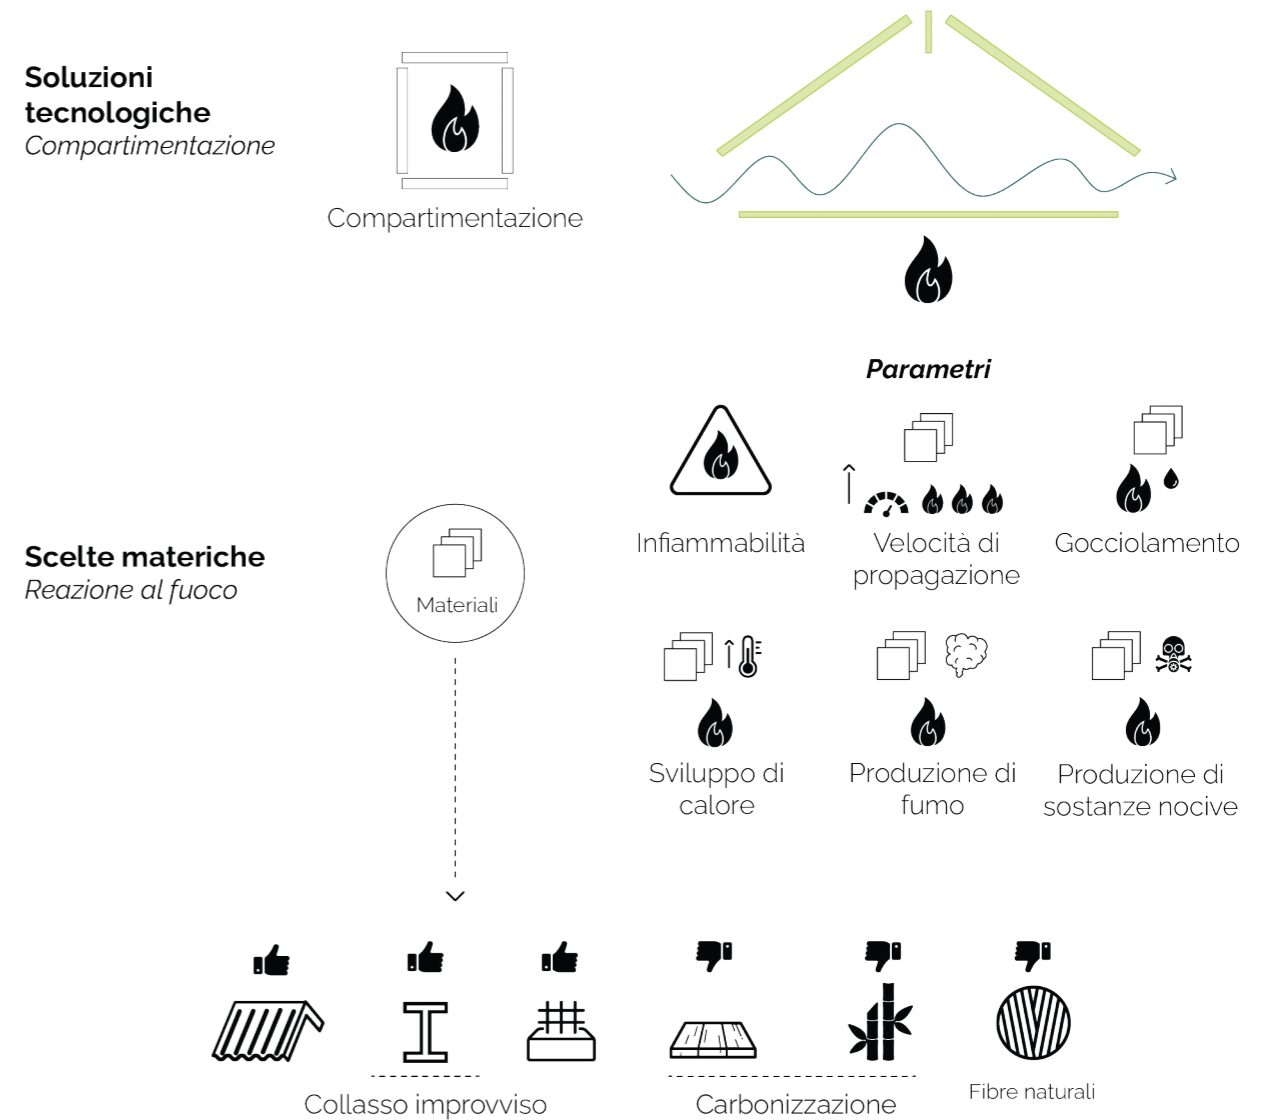 Soluzioni
tecnologiche
Compartimentazione
Compartimentazione
Parametri
Infiammabilità
Velocità di
propagazione
Gocciolamento
Scelte materiche
Reazione al fuoco
Materiali
Sviluppo di
calore
Produzione di
fumo
Produzione di
sostanze nocive
Collasso improvviso
Carbonizzazione
Fibre naturali